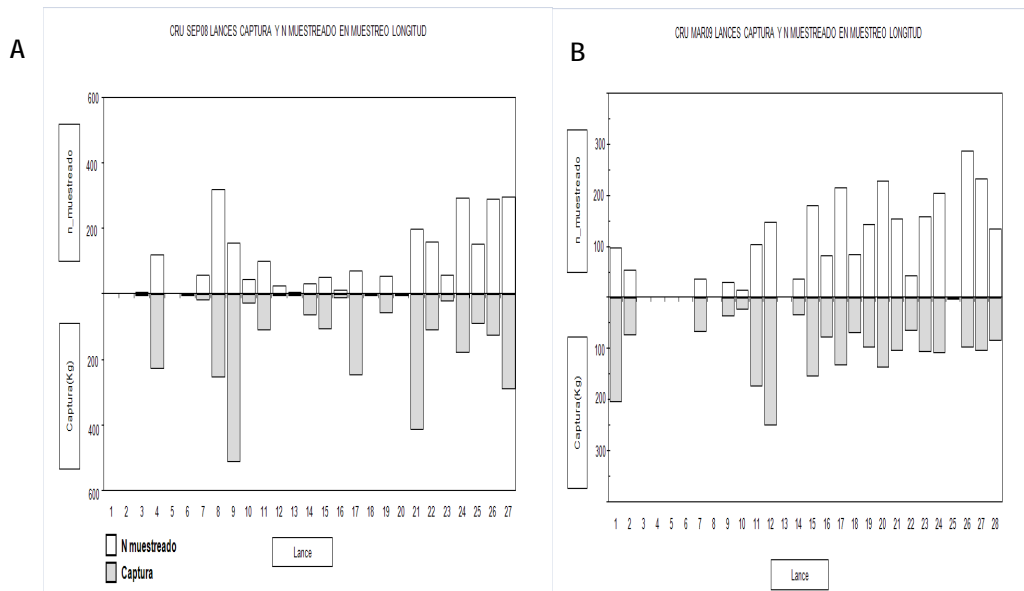 A
CRU SEP08 LANCES CAPTURA Y N MUESTREADO EN MUESTREO LONGITUD
600
400
200
200
400
600
n_muestreado
Captura(Kg)
1 2 3 4 5 6 7 8 9 10 11 12 13 14 15 16 17 18 19 20 21 22 23 24 25 26 27
N muestreado
Captura
Lance
B
CRU MAR09 LANCES CAPTURA Y N MUESTREADO EN MUESTREO LONGITUD
300
200
100
100
200
300
n_muestreado
Captura(Kg)
1 2 3 4 5 6 7 8 9 10 11 12 13 14 15 16 17 18 19 20 21 22 23 24 25 26 27 28
Lance